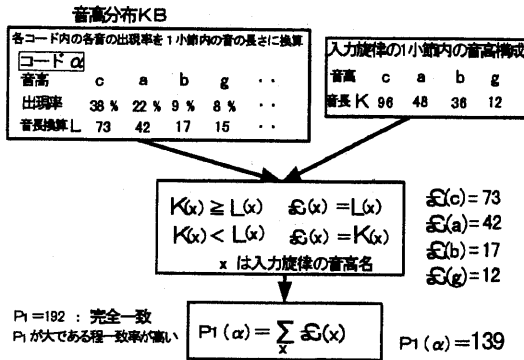 音高分布KB
各コード内の各音の出現率を1小節内の音の長さに換算
コード α
音高 c a b g ・・
出現率 38 % 22 % 9 % 8 % ・・
音長換算L 73 42 17 15 ・・
入力旋律の1小節内の音高構成
音高 c a b g
音長 K 96 48 36 12
K(x) ≧ L(x) £(x) =L(x)
K(x) < L(x) £(x) =K(x)
x は入力旋律の音高名
£(c)= 73
£(a)= 42
£(b)= 17
£(g)= 12
P1=192 : 完全一致
P1が大である程一致率が高い
P1(α)= ∑ £(x)
x
P1(α) =139